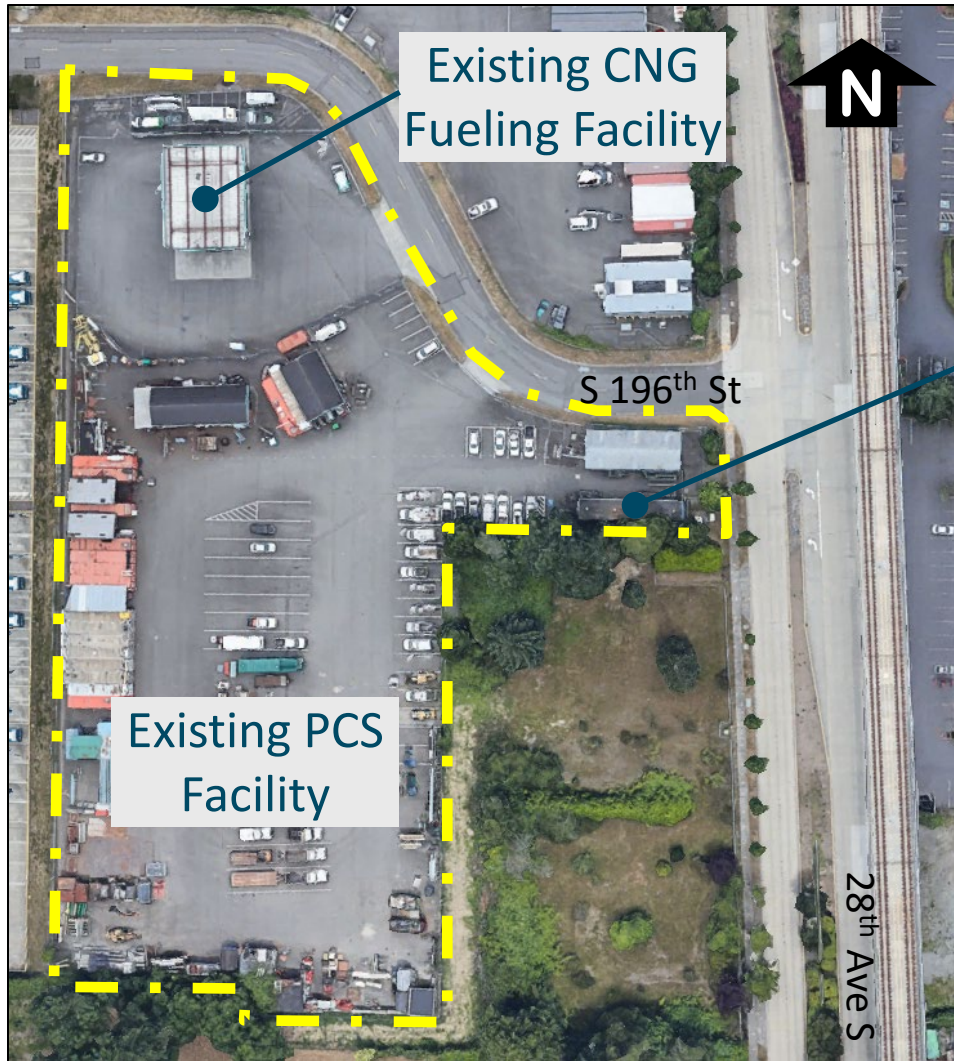 Existing CNG
Fueling Facility
N
S 196th St
Existing PCS
Facility
28th Ave S